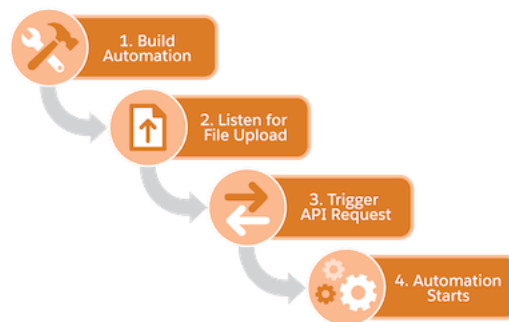 1. Build
Automation
2. Listen for
File Upload
3. Trigger
API Request
4. Automation
Starts